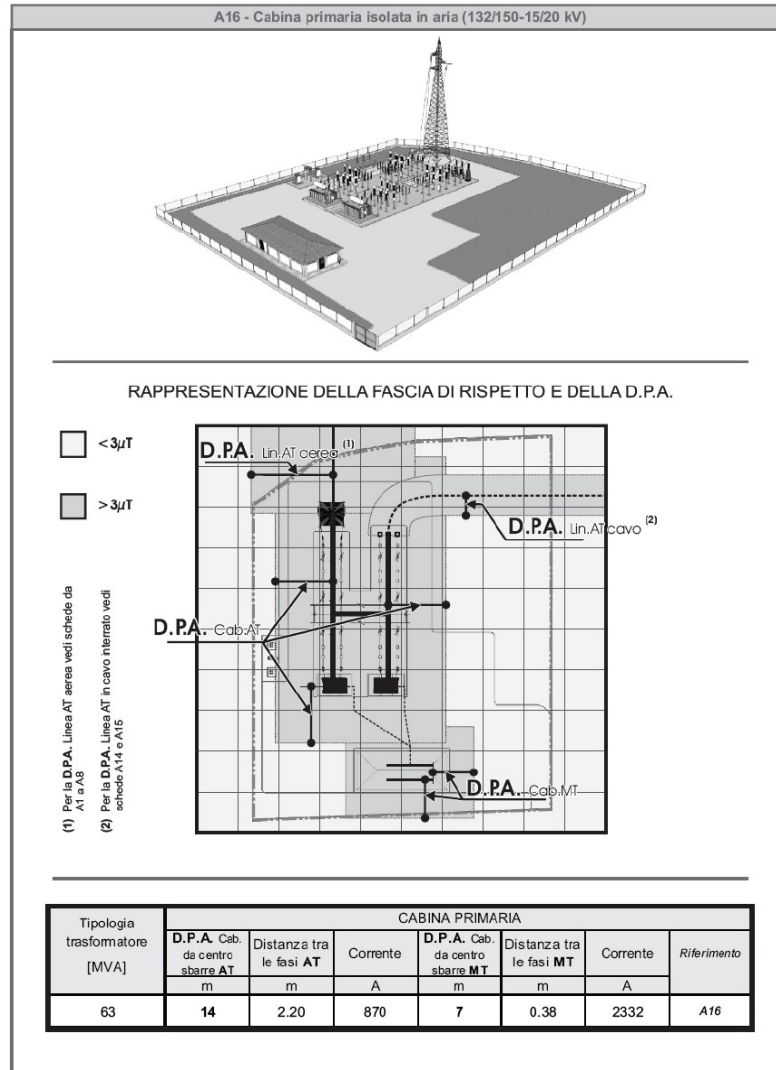 A16 - Cabina primaria isolata in aria (132/150-15/20 kV)
RAPPRESENTAZIONE DELLA FASCIA DI RISPETTO E DELLA D.P.A.
< 3μT
> 3μT
D.P.A. Lin.AT aerea (1)
D.P.A. Lin.AT cavo (2)
D.P.A. Cab.AT
D.P.A. Cab.MT
(1) Per la D.P.A. Linea AT aerea vedi schede da
A1 a A8
(2) Per la D.P.A. Linea AT in cavo interrato vedi
schede A14 e A15
Tipologia
trasformatore
[MVA]
CABINA PRIMARIA
D.P.A. Cab.
da centro
sbarre AT
Distanza tra
le fasi AT
Corrente
D.P.A. Cab.
da centro
sbarre MT
Distanza tra
le fasi MT
Corrente
Riferimento
m m A m m A
63 14 2.20 870 7 0.38 2332 A16